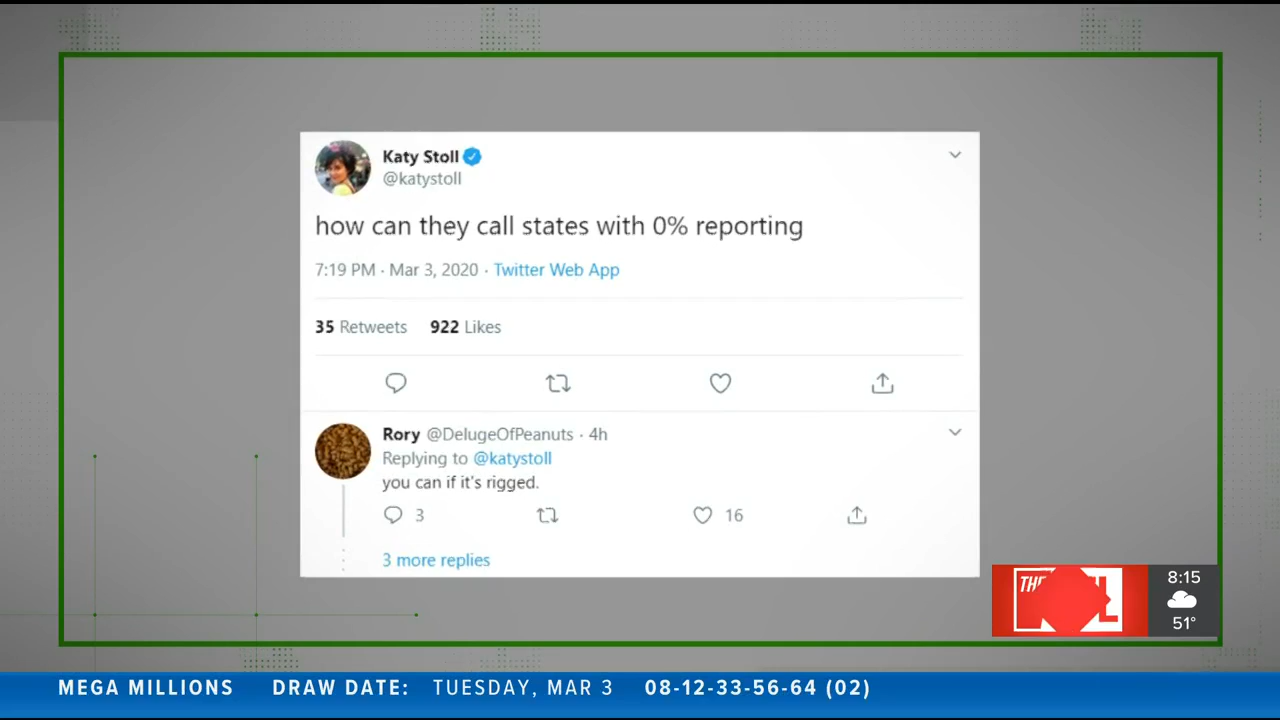 Katy Stoll
@katystoll
how can they call states with 0% reporting
7:19 PM · Mar 3, 2020 · Twitter Web App
35 Retweets 922 Likes
Rory @DelugeOfPeanuts · 4h
Replying to @katystoll
you can if it's rigged.
3 16
3 more replies
THE
8:15
51°
MEGA MILLIONS DRAW DATE: TUESDAY, MAR 3 08-12-33-56-64 (02)